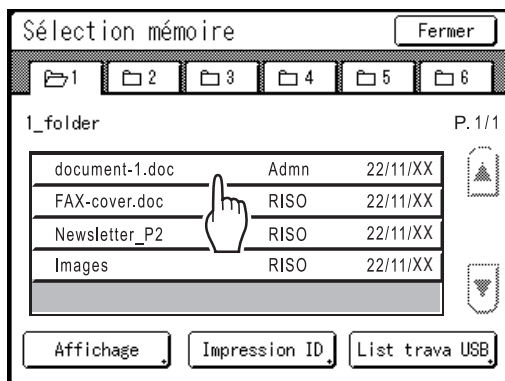 Sélection mémoire Fermer
1 2 3 4 5 6
1_folder P. 1/1
document-1.doc Admn 22/11/XX
FAX-cover.doc RISO 22/11/XX
Newsletter_P2 RISO 22/11/XX
Images RISO 22/11/XX
Affichage Impression ID List trava USB